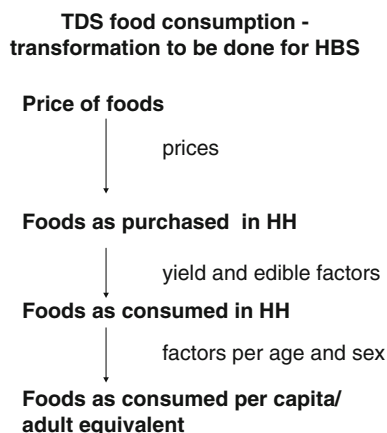 TDS food consumption -
transformation to be done for HBS
Price of foods
prices
Foods as purchased in HH
yield and edible factors
Foods as consumed in HH
factors per age and sex
Foods as consumed per capita/
adult equivalent